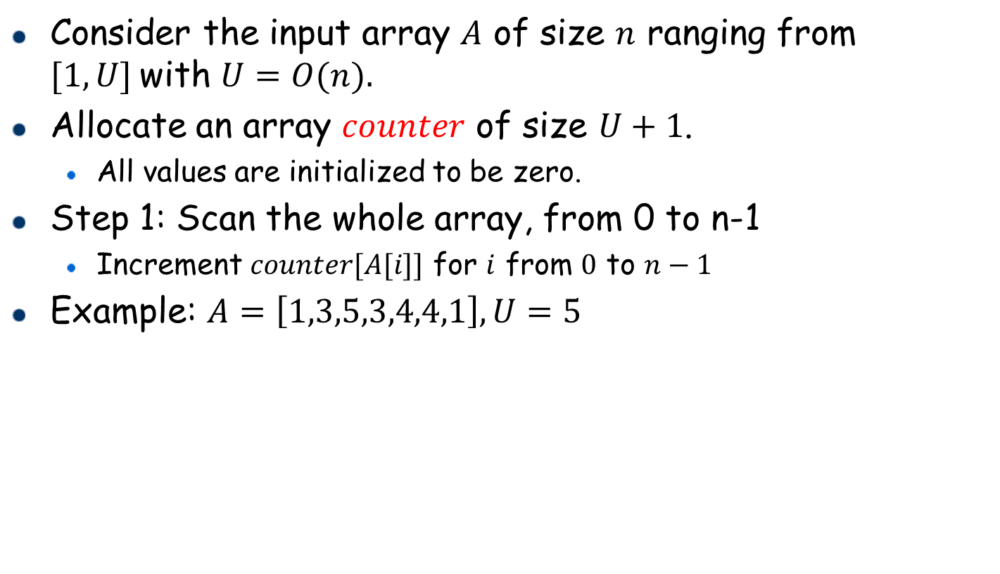 • Consider the input array A of size n ranging from
[1, U] with U = O(n).
• Allocate an array counter of size U + 1.
• All values are initialized to be zero.
• Step 1: Scan the whole array, from 0 to n-1
• Increment counter[A[i]] for i from 0 to n − 1
• Example: A = [1,3,5,3,4,4,1], U = 5